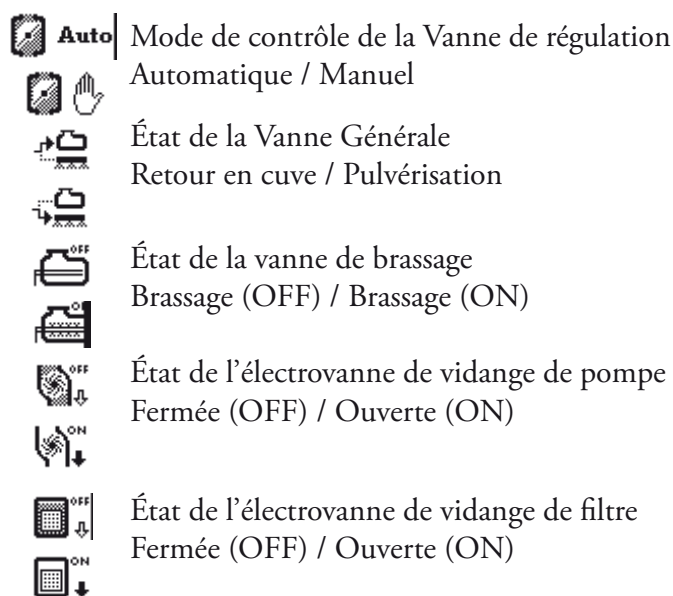 Auto Mode de contrôle de la Vanne de régulation
Automatique / Manuel
État de la Vanne Générale
Retour en cuve / Pulvérisation
OFF
État de la vanne de brassage
Brassage (OFF) / Brassage (ON)
OFF
État de l’électrovanne de vidange de pompe
Fermée (OFF) / Ouverte (ON)
ON
OFF
État de l’électrovanne de vidange de filtre
Fermée (OFF) / Ouverte (ON)
ON